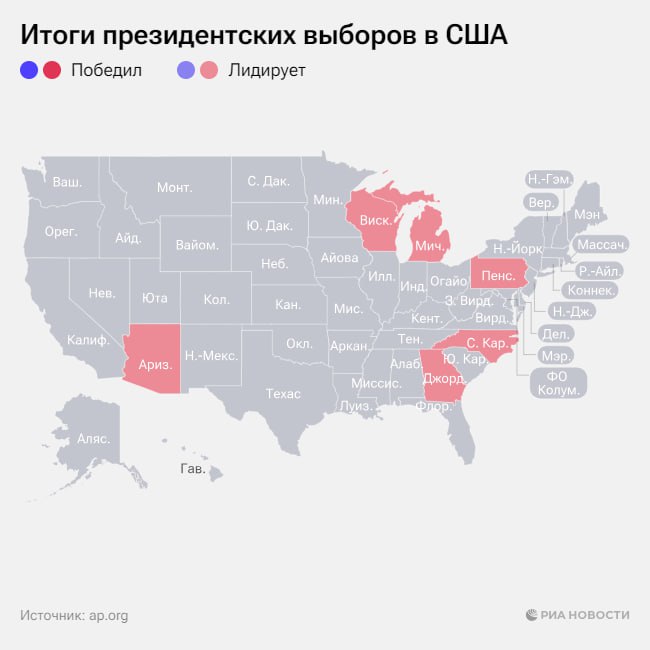 Итоги президентских выборов в США
Победил
Лидирует
Ваш.
Монт.
С. Дак.
Мин.
Виск.
Мич.
Н.-Гэм.
Вер.
Мэн
Орег.
Айд.
Вайом.
Ю. Дак.
Н.-Йорк
Массач.
Айова
Неб.
Пенс.
Р.-Айл.
Нев.
Юта
Кол.
Кан.
Илл.
Инд.
Огайо
Коннек.
З. Вирд.
Мис.
Кент.
Вирд.
Н.-Дж.
Калиф.
Ариз.
Н.-Мекс.
Окл.
Аркан.
Тен.
С. Кар.
Дел.
Ю. Кар.
Мэр.
Техас
Миссис.
Алаб.
Джорд.
ФО
Колум.
Луиз.
Флор.
Аляс.
Гав.
Источник: ap.org
РИА НОВОСТИ